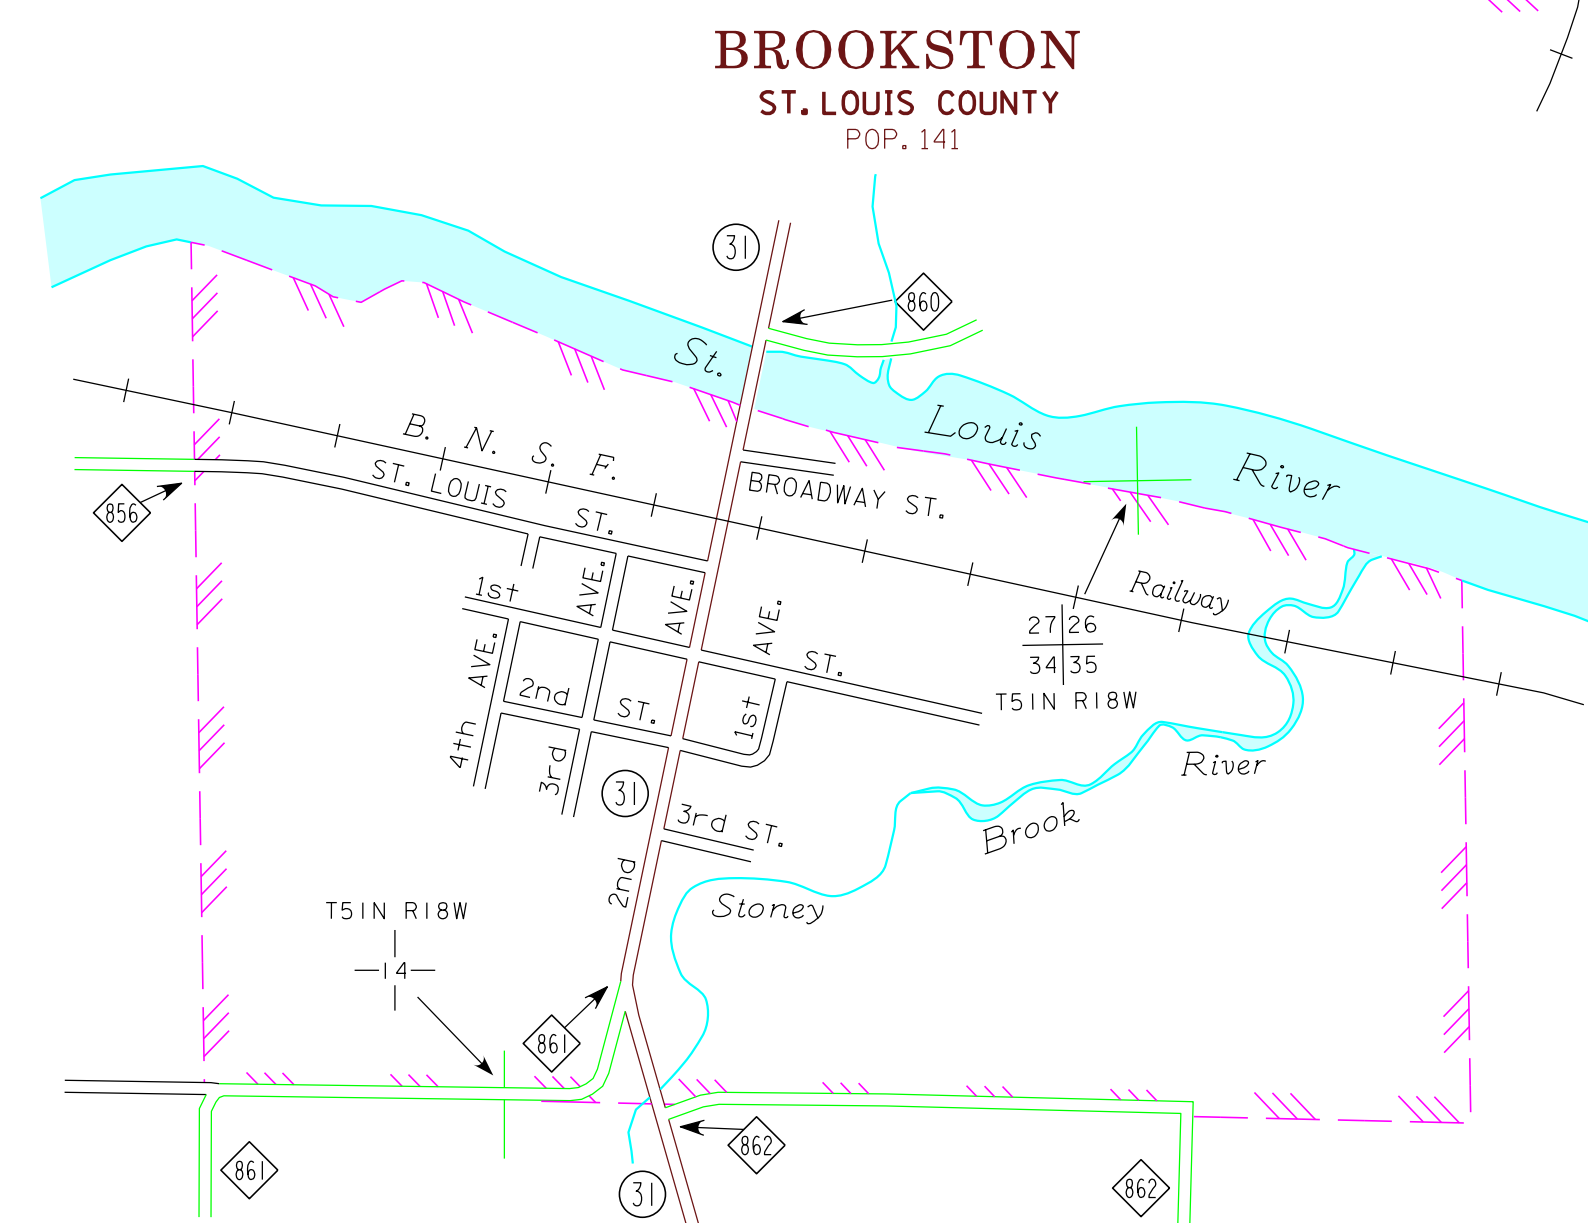 BROOKSTON
ST. LOUIS COUNTY
POP. 141
31
860
St.
Louis
River
B. N. S. F.
Railway
ST. LOUIS ST.
BROADWAY ST.
856
1st ST.
AVE.
AVE.
AVE.
AVE.
27 26
34 35
T51N R18W
2nd ST.
1st
4th
3rd
31
3rd ST.
2nd
Stoney
Brook
River
T51N R18W
14
861
861
862
31
862